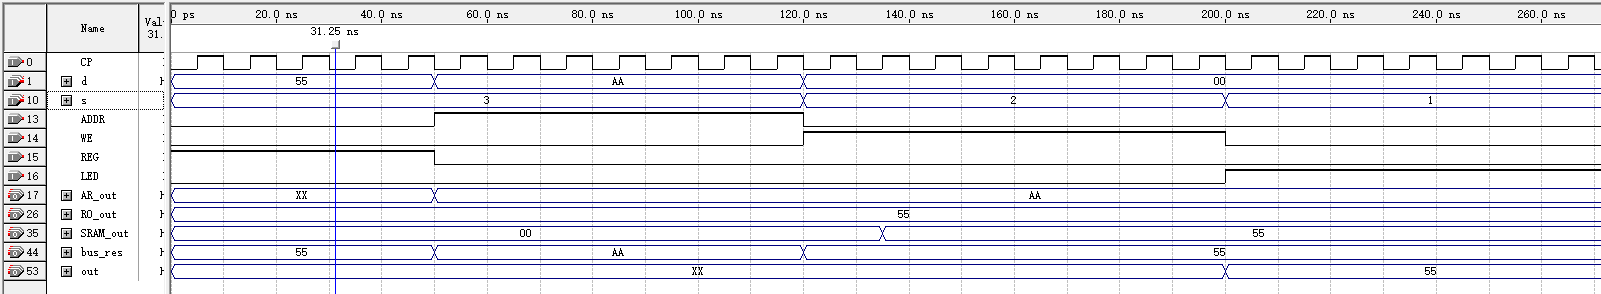 Name Valu 31. 0 ps 20.0 ns 40.0 ns 60.0 ns 80.0 ns 100.0 ns 120.0 ns 140.0 ns 160.0 ns 180.0 ns 200.0 ns 220.0 ns 240.0 ns 260.0 ns
31.25 ns
0 CP
1 d H 55 AA 00
10 s H 3 2 1
13 ADDR
14 WE
15 REG
16 LED
17 AR_out H XX AA
26 RO_out H 55
35 SRAM_out H 00 55
44 bus_res H 55 AA 55
53 out H XX 55